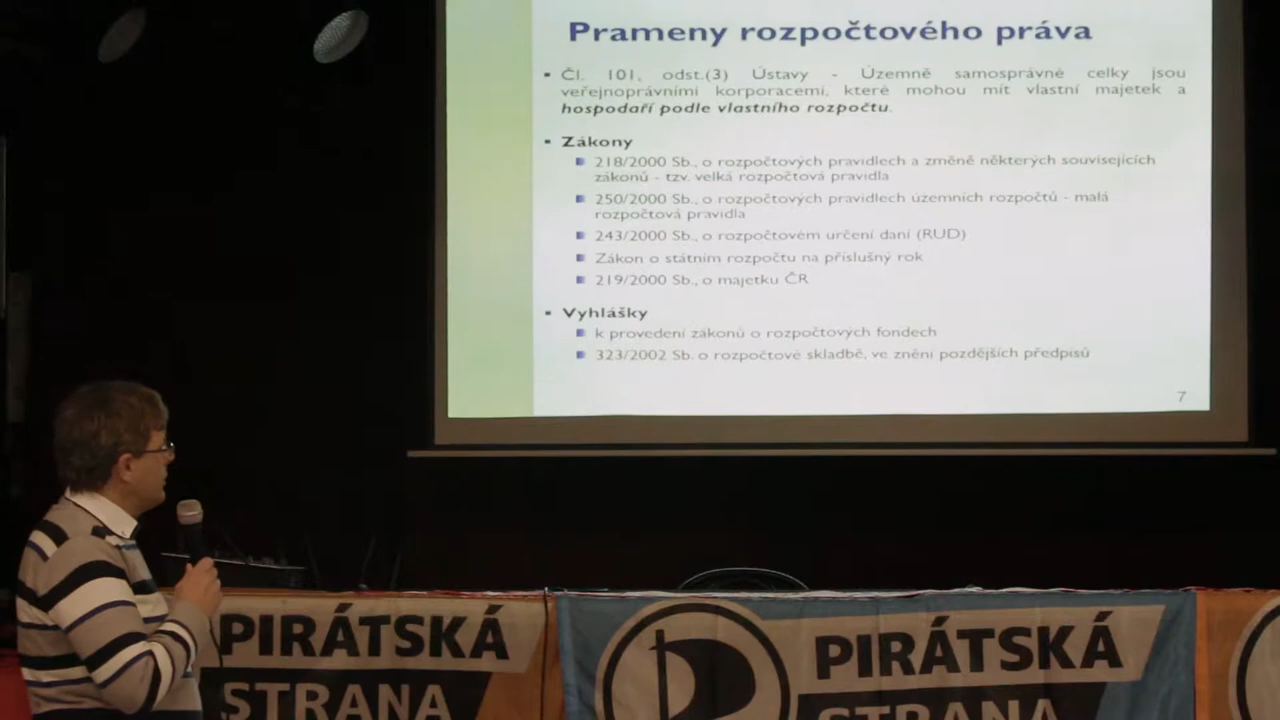 Prameny rozpočtového práva
▪ Čl. 101, odst.(3) Ústavy - Územně samosprávné celky jsou
veřejnoprávními korporacemi, které mohou mít vlastní majetek a
hospodaří podle vlastního rozpočtu.
▪ Zákony
218/2000 Sb., o rozpočtových pravidlech a změně některých souvisejících
zákonů - tzv. velká rozpočtová pravidla
250/2000 Sb., o rozpočtových pravidlech územních rozpočtů - malá
rozpočtová pravidla
243/2000 Sb., o rozpočtovém určení daní (RUD)
Zákon o státním rozpočtu na příslušný rok
219/2000 Sb., o majetku ČR
▪ Vyhlášky
k provedení zákonů o rozpočtových fondech
323/2002 Sb. o rozpočtové skladbě, ve znění pozdějších předpisů
7
PIRÁTSKÁ
STRANA
PIRÁTSKÁ
STRANA